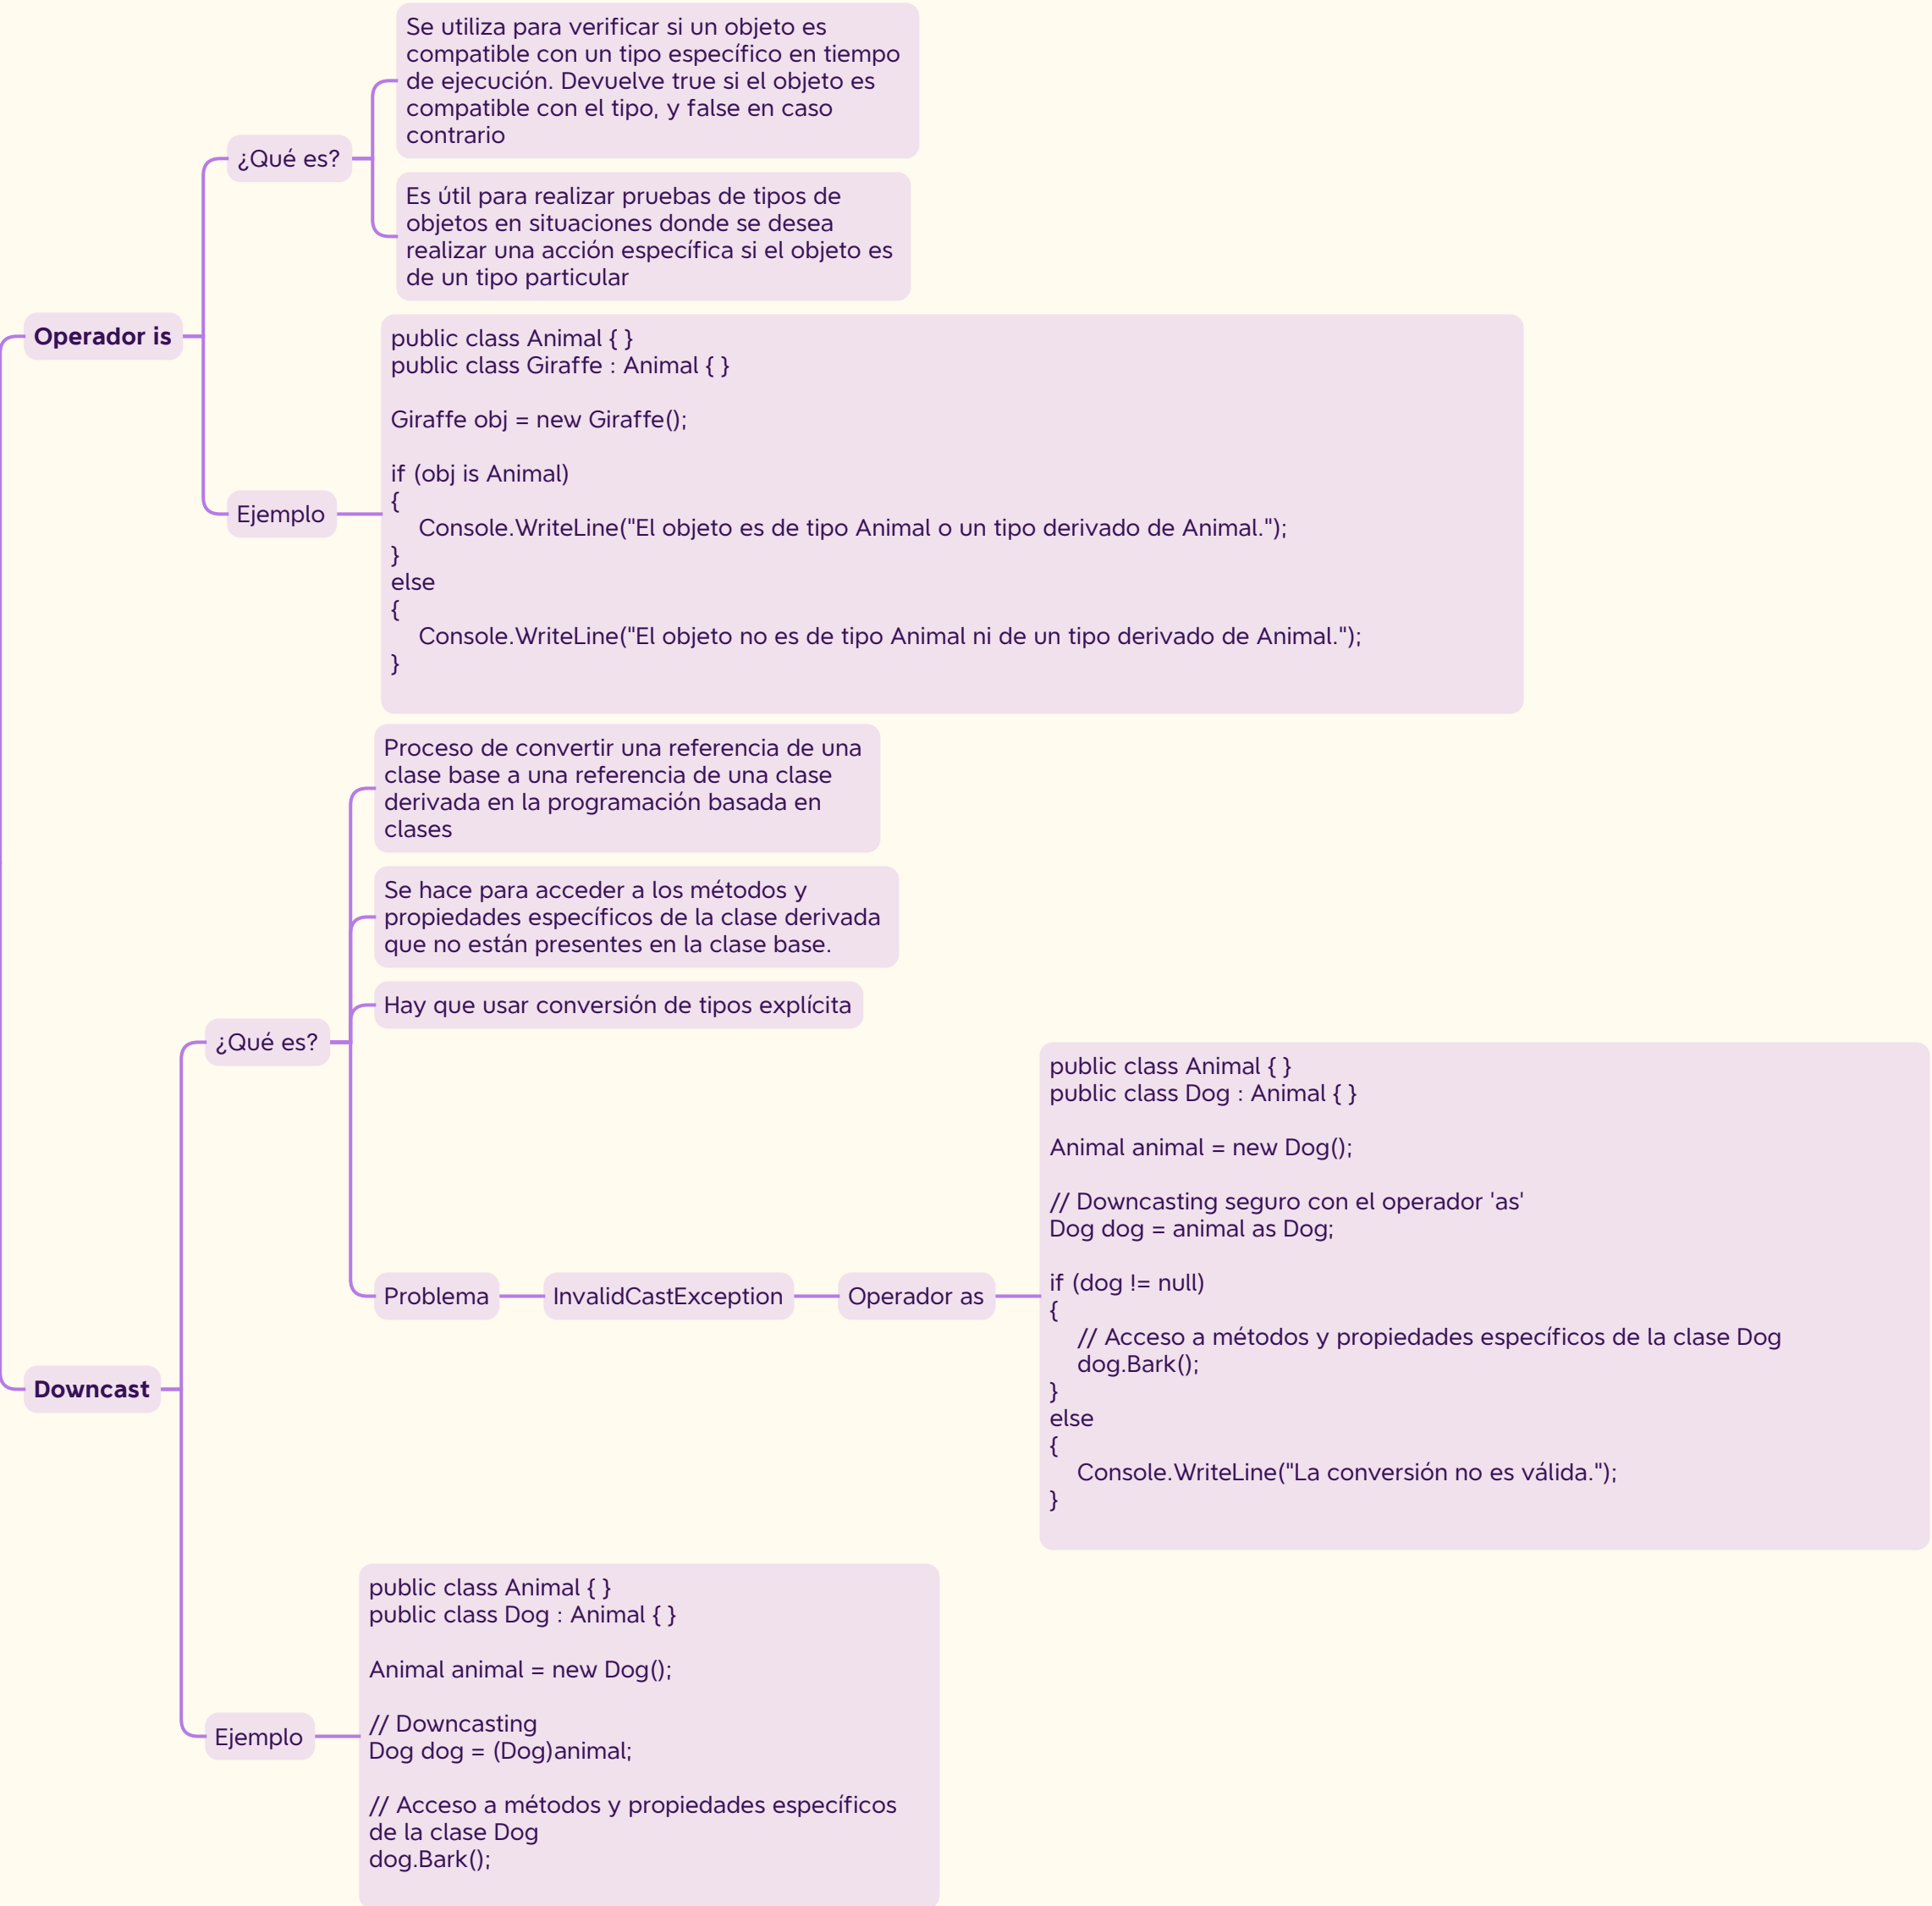 Operador is
¿Qué es?
Se utiliza para verificar si un objeto es
compatible con un tipo específico en tiempo
de ejecución. Devuelve true si el objeto es
compatible con el tipo, y false en caso
contrario
Es útil para realizar pruebas de tipos de
objetos en situaciones donde se desea
realizar una acción específica si el objeto es
de un tipo particular
Ejemplo
public class Animal { }
public class Giraffe : Animal { }

Giraffe obj = new Giraffe();

if (obj is Animal)
{
    Console.WriteLine("El objeto es de tipo Animal o un tipo derivado de Animal.");
}
else
{
    Console.WriteLine("El objeto no es de tipo Animal ni de un tipo derivado de Animal.");
}
Downcast
¿Qué es?
Proceso de convertir una referencia de una
clase base a una referencia de una clase
derivada en la programación basada en
clases
Se hace para acceder a los métodos y
propiedades específicos de la clase derivada
que no están presentes en la clase base.
Hay que usar conversión de tipos explícita
Problema
InvalidCastException
Operador as
public class Animal { }
public class Dog : Animal { }

Animal animal = new Dog();

// Downcasting seguro con el operador 'as'
Dog dog = animal as Dog;

if (dog != null)
{
    // Acceso a métodos y propiedades específicos de la clase Dog
    dog.Bark();
}
else
{
    Console.WriteLine("La conversión no es válida.");
}
Ejemplo
public class Animal { }
public class Dog : Animal { }

Animal animal = new Dog();

// Downcasting
Dog dog = (Dog)animal;

// Acceso a métodos y propiedades específicos
de la clase Dog
dog.Bark();